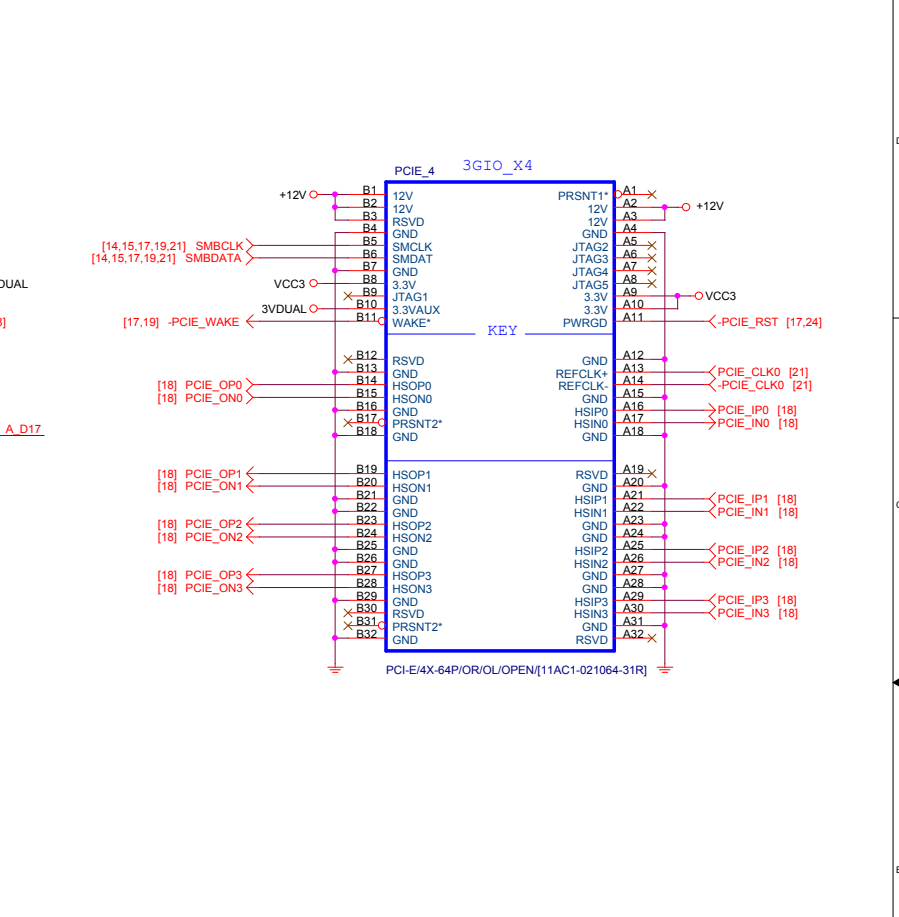 D
PCIE_4 3GIO_X4
+12V B1 12V PRSNT1* A1
B2 12V 12V A2 +12V
B3 RSVD 12V A3
B4 GND GND A4
[14,15,17,19,21] SMBCLK B5 SMCLK JTAG2 A5
[14,15,17,19,21] SMBDATA B6 SMDAT JTAG3 A6
B7 GND JTAG4 A7
DUAL VCC3 B8 3.3V JTAG5 A8
B9 JTAG1 3.3V A9 VCC3
3VDUAL B10 3.3VAUX 3.3V A10
] [17,19] -PCIE_WAKE B11 WAKE* PWRGD A11 -PCIE_RST [17,24]
KEY
B12 RSVD GND A12
B13 GND REFCLK+ A13 PCIE_CLK0 [21]
[18] PCIE_OP0 B14 HSOP0 REFCLK- A14 -PCIE_CLK0 [21]
[18] PCIE_ON0 B15 HSON0 GND A15
B16 GND HSIP0 A16 PCIE_IP0 [18]
B17 PRSNT2* HSIN0 A17 PCIE_IN0 [18]
A_D17 B18 GND GND A18
[18] PCIE_OP1 B19 HSOP1 RSVD A19
[18] PCIE_ON1 B20 HSON1 GND A20
B21 GND HSIP1 A21 PCIE_IP1 [18]
B22 GND HSIN1 A22 PCIE_IN1 [18]
[18] PCIE_OP2 B23 HSOP2 GND A23
[18] PCIE_ON2 B24 HSON2 GND A24
B25 GND HSIP2 A25 PCIE_IP2 [18]
B26 GND HSIN2 A26 PCIE_IN2 [18]
[18] PCIE_OP3 B27 HSOP3 GND A27
[18] PCIE_ON3 B28 HSON3 GND A28
B29 GND HSIP3 A29 PCIE_IP3 [18]
B30 RSVD HSIN3 A30 PCIE_IN3 [18]
B31 PRSNT2* GND A31
B32 GND RSVD A32
PCI-E/4X-64P/OR/OL/OPEN/[11AC1-021064-31R]